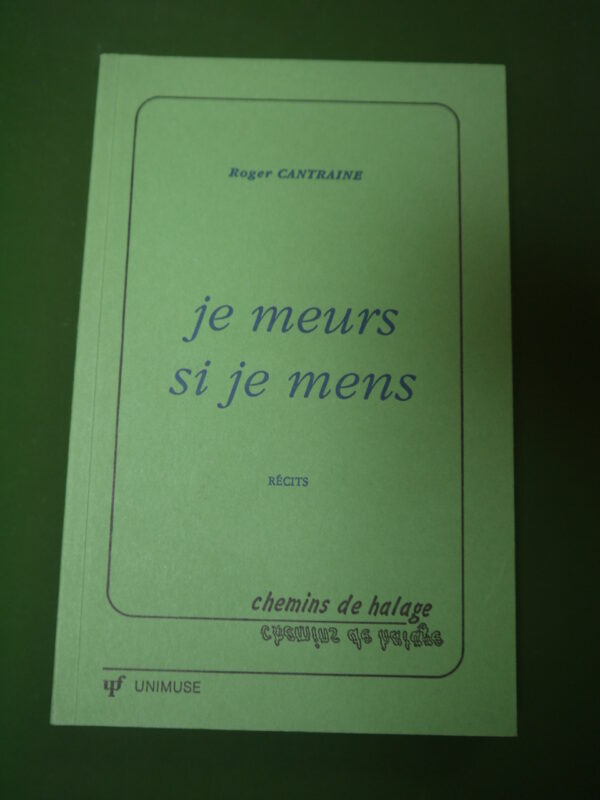 Roger CANTRAINE
je meurs
si je mens
RÉCITS
chemins de halage
chemins de halage
UNIMUSE